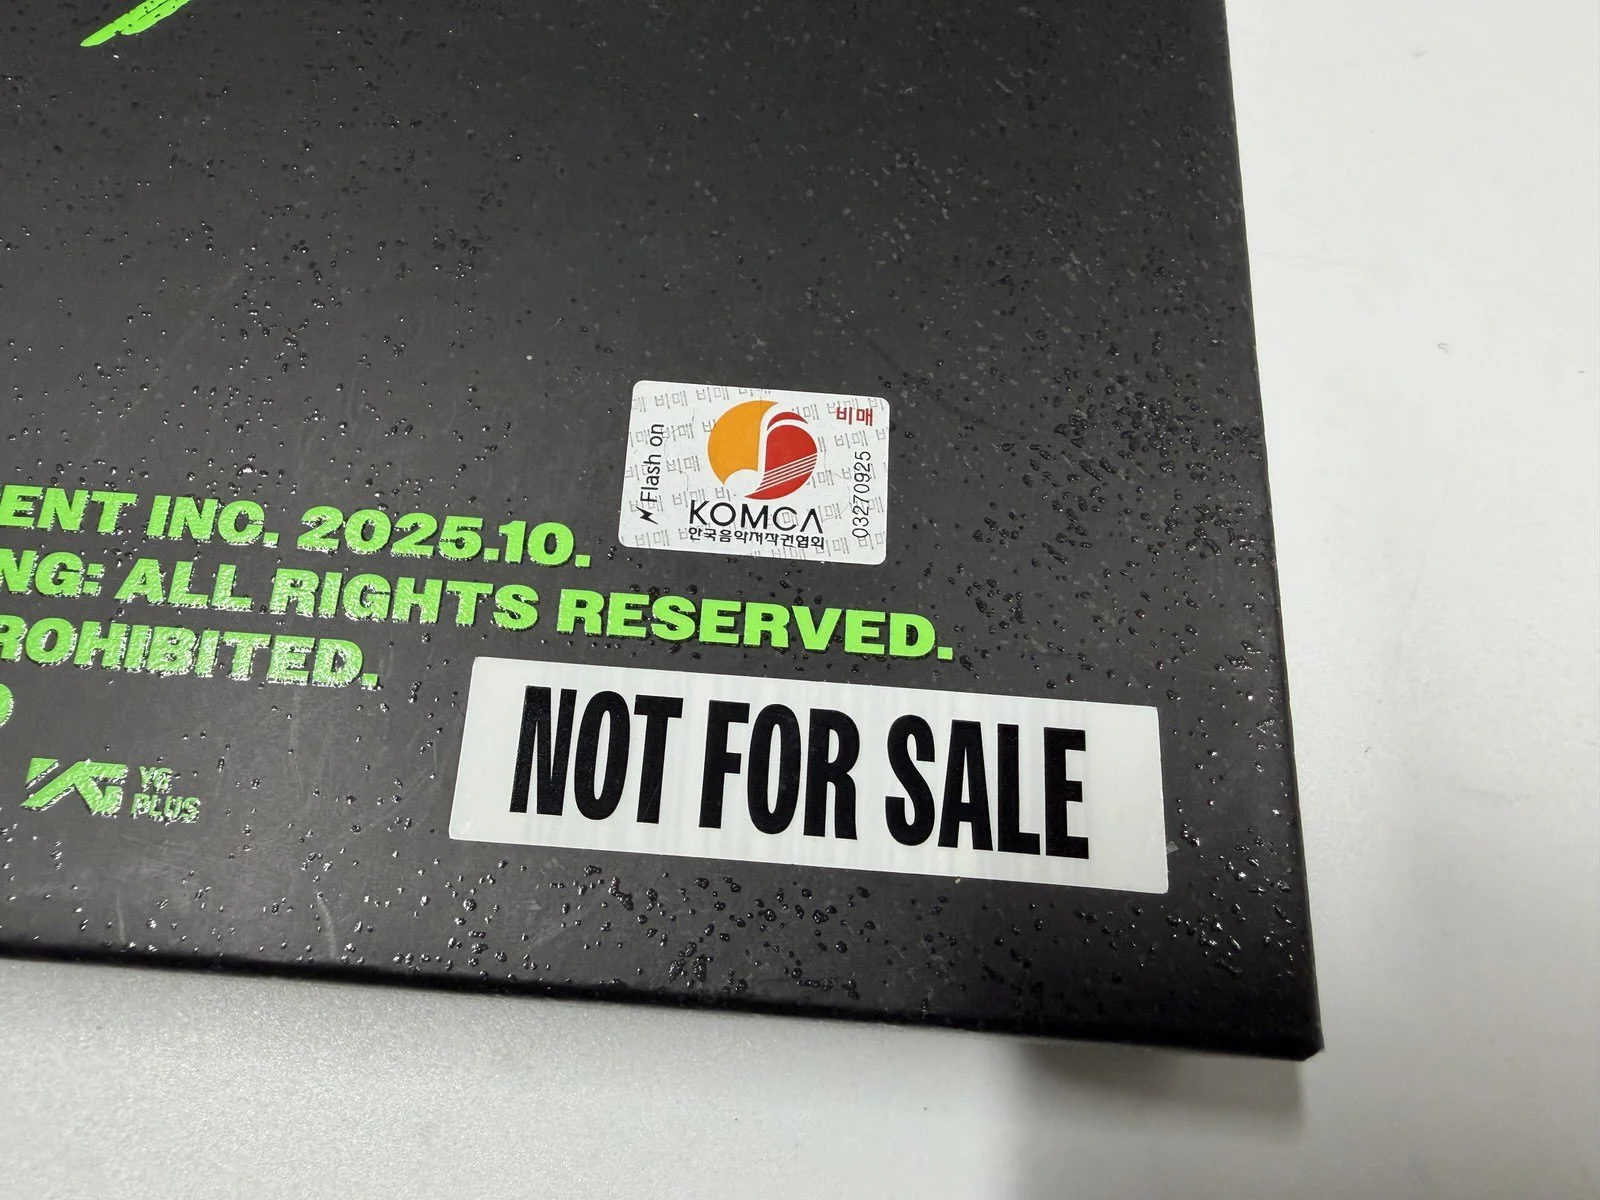 비매
Flash on
03270925
KOMCA
한국음악저작권협회
ENT INC. 2025.10.
NG: ALL RIGHTS RESERVED.
ROHIBITED.
YG
YG
PLUS
NOT FOR SALE